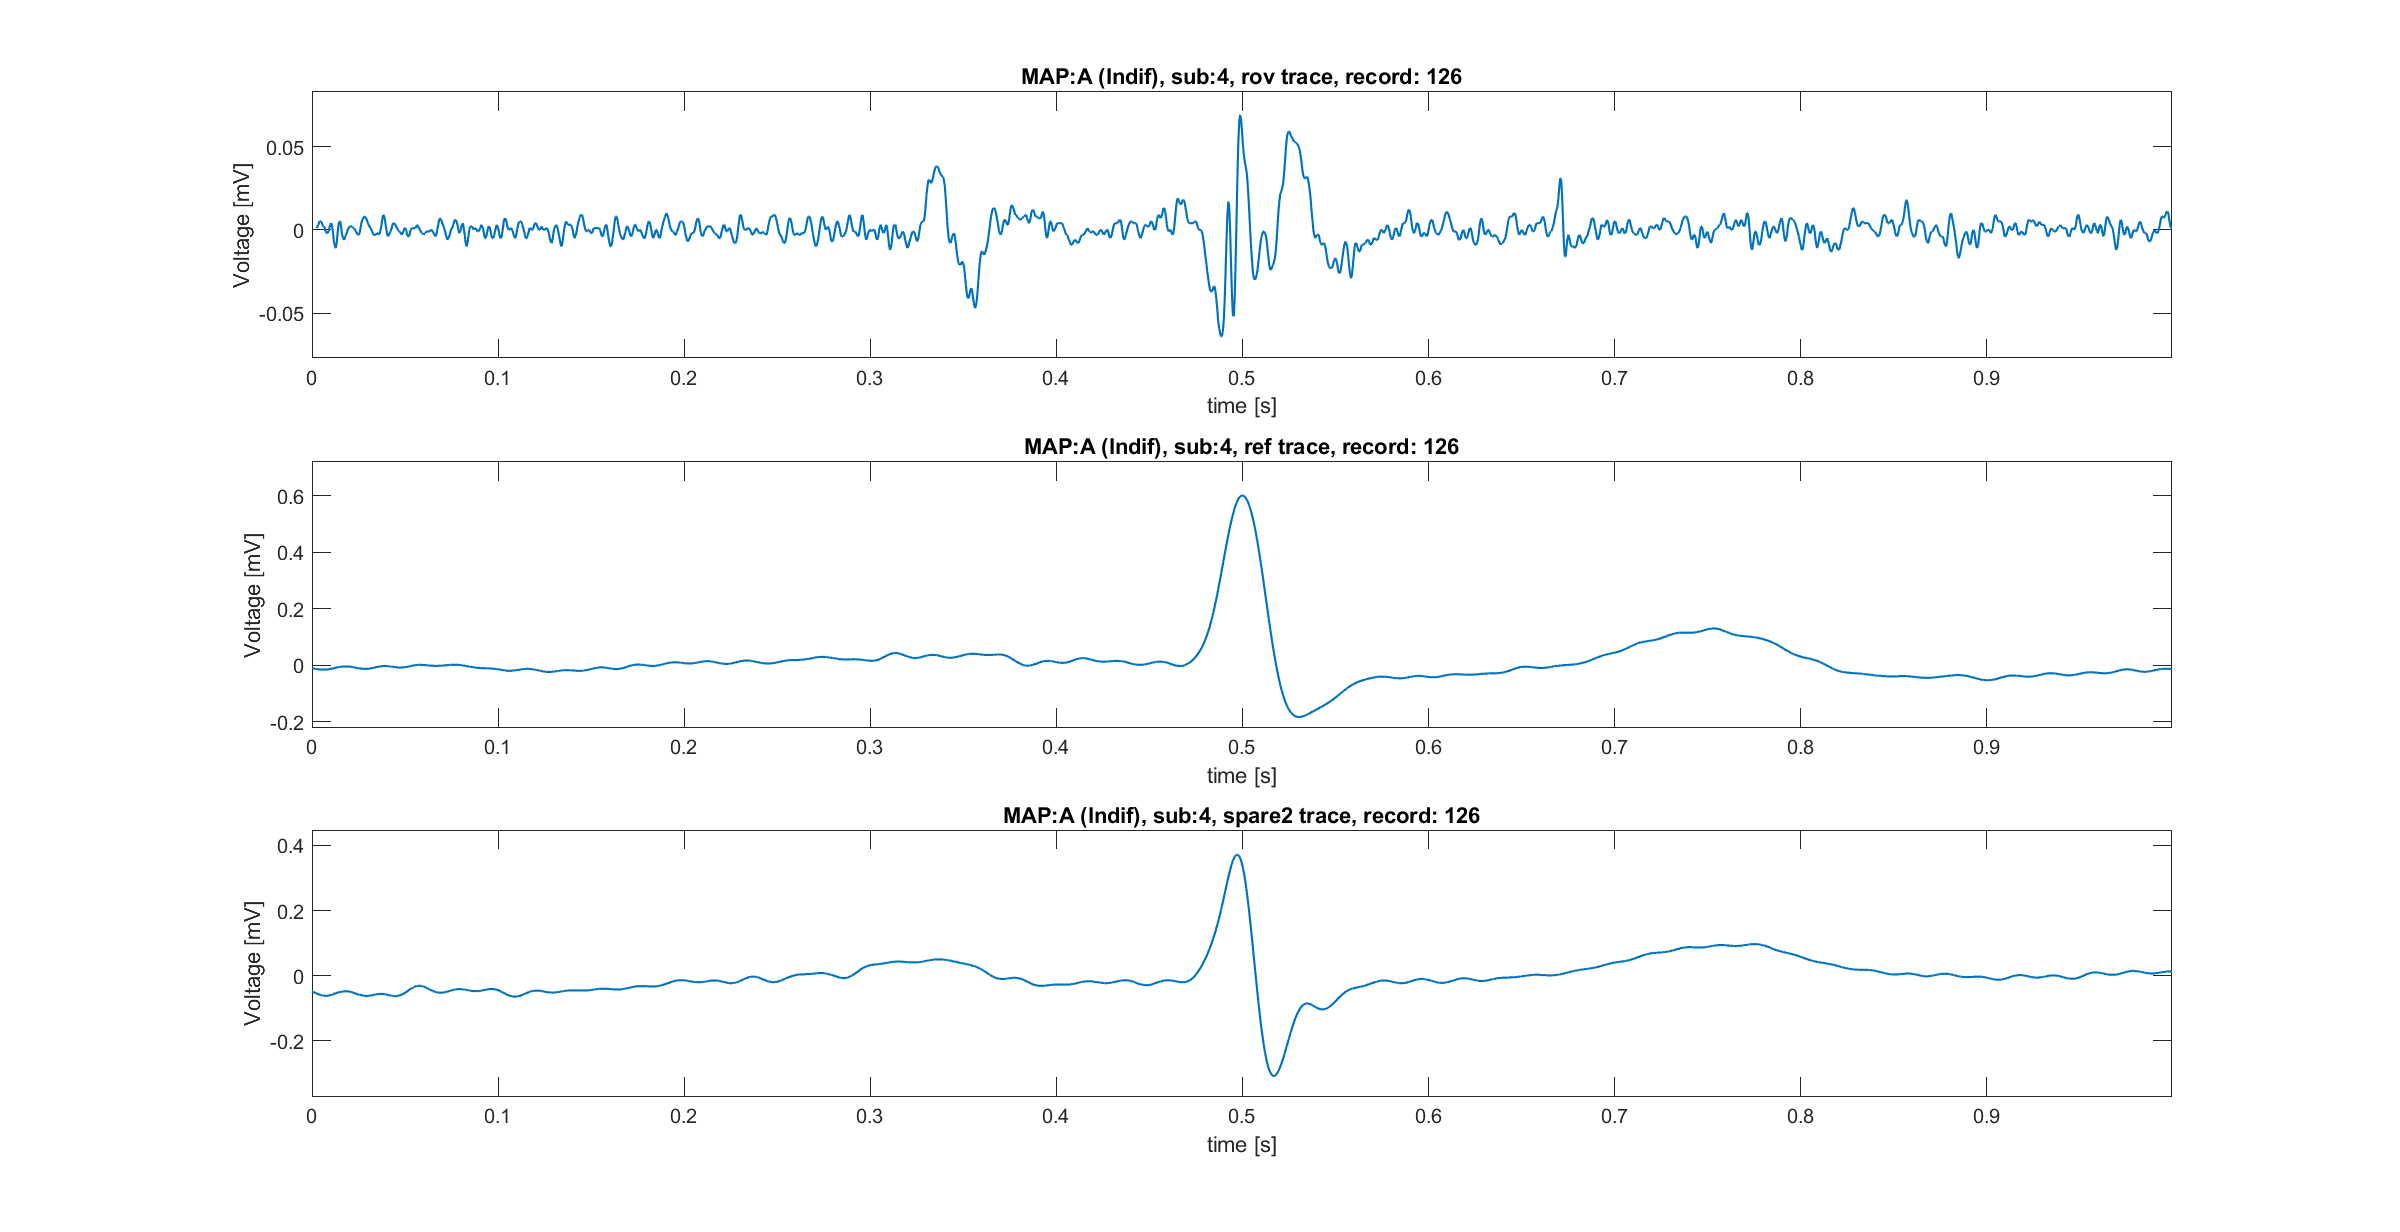 MAP:A (Indif), sub:4, rov trace, record: 126
Voltage [mV]
0.05
0
-0.05
0 0.1 0.2 0.3 0.4 0.5 0.6 0.7 0.8 0.9
time [s]
MAP:A (Indif), sub:4, ref trace, record: 126
Voltage [mV]
0.6
0.4
0.2
0
-0.2
0 0.1 0.2 0.3 0.4 0.5 0.6 0.7 0.8 0.9
time [s]
MAP:A (Indif), sub:4, spare2 trace, record: 126
Voltage [mV]
0.4
0.2
0
-0.2
0 0.1 0.2 0.3 0.4 0.5 0.6 0.7 0.8 0.9
time [s]